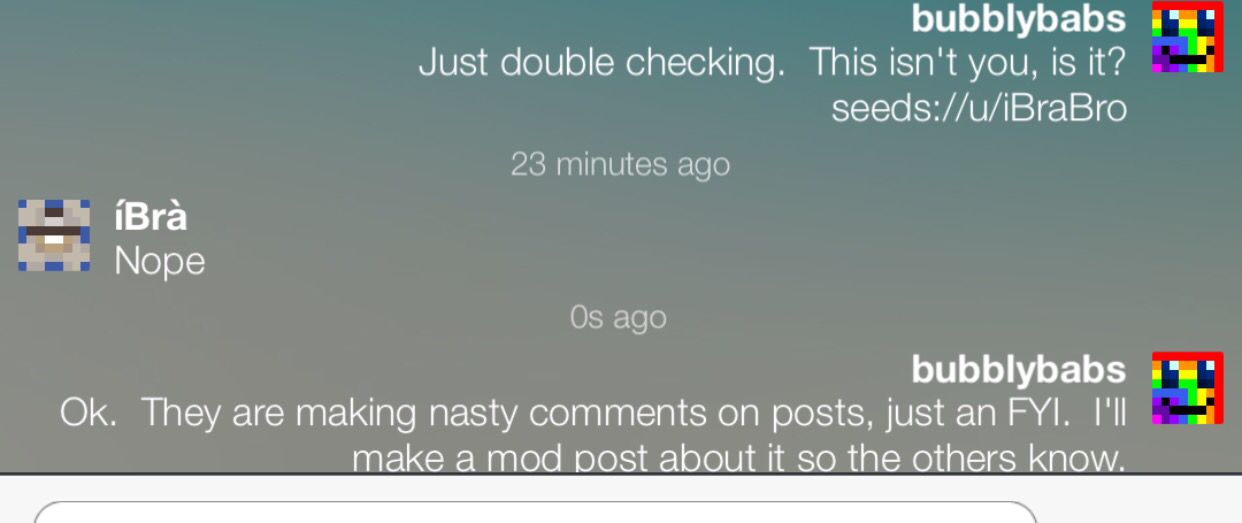 bubblybabs
Just double checking.  This isn't you, is it?
seeds://u/iBraBro
23 minutes ago
íBrà
Nope
0s ago
bubblybabs
Ok.  They are making nasty comments on posts, just an FYI.  I'll
make a mod post about it so the others know.